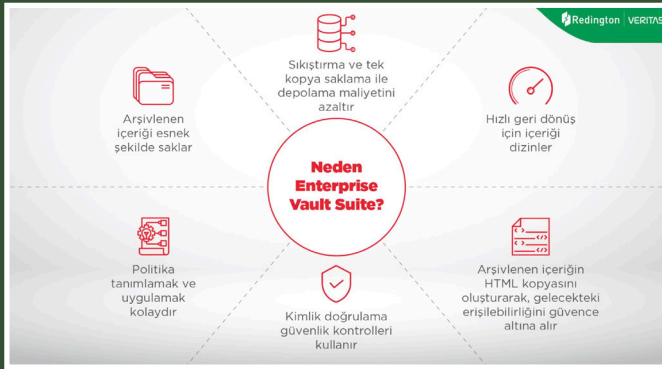 Redington VERITAS
Sıkıştırma ve tek
kopya saklama ile
depolama maliyetini
azaltır
Arşivlenen
içeriği esnek
şekilde saklar
Hızlı geri dönüş
için içeriği
dizinler
Neden
Enterprise
Vault Suite?
Politika
tanımlamak ve
uygulamak
kolaydır
Kimlik doğrulama
güvenlik kontrolleri
kullanır
Arşivlenen içeriğin
HTML kopyasını
oluşturarak, gelecekteki
erişilebilirliğini güvence
altına alır